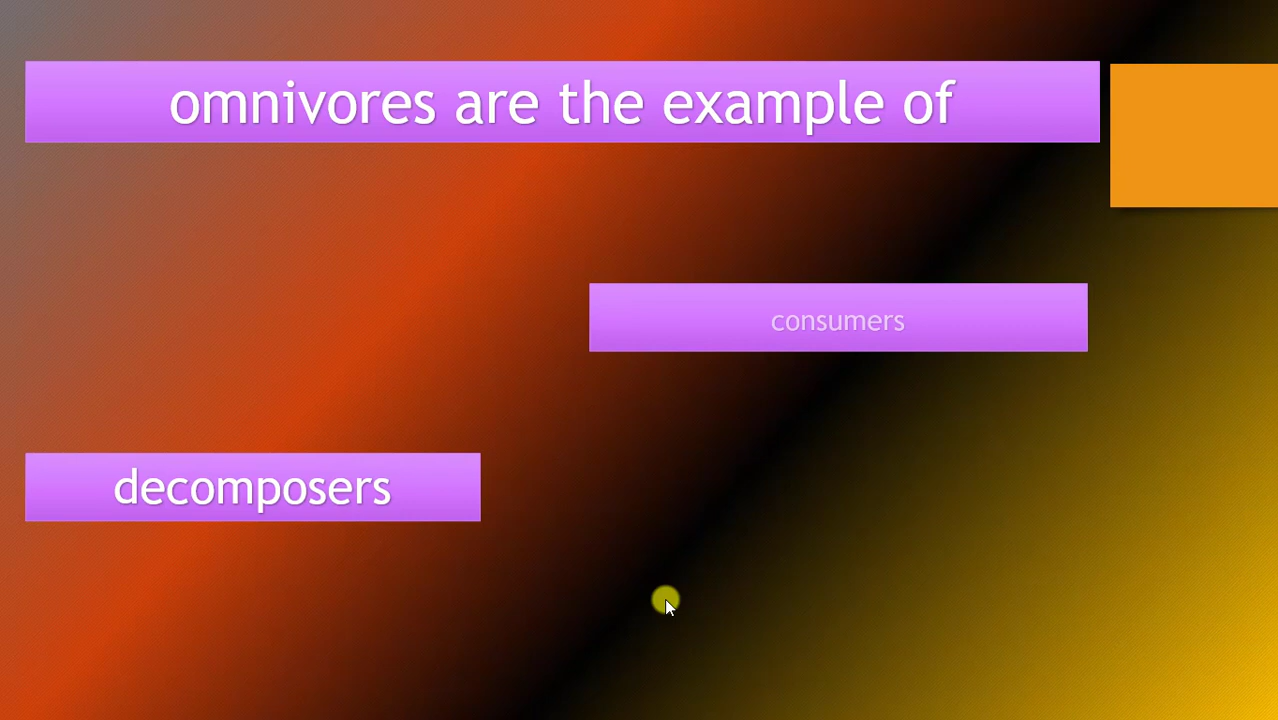 omnivores are the example of
consumers
decomposers